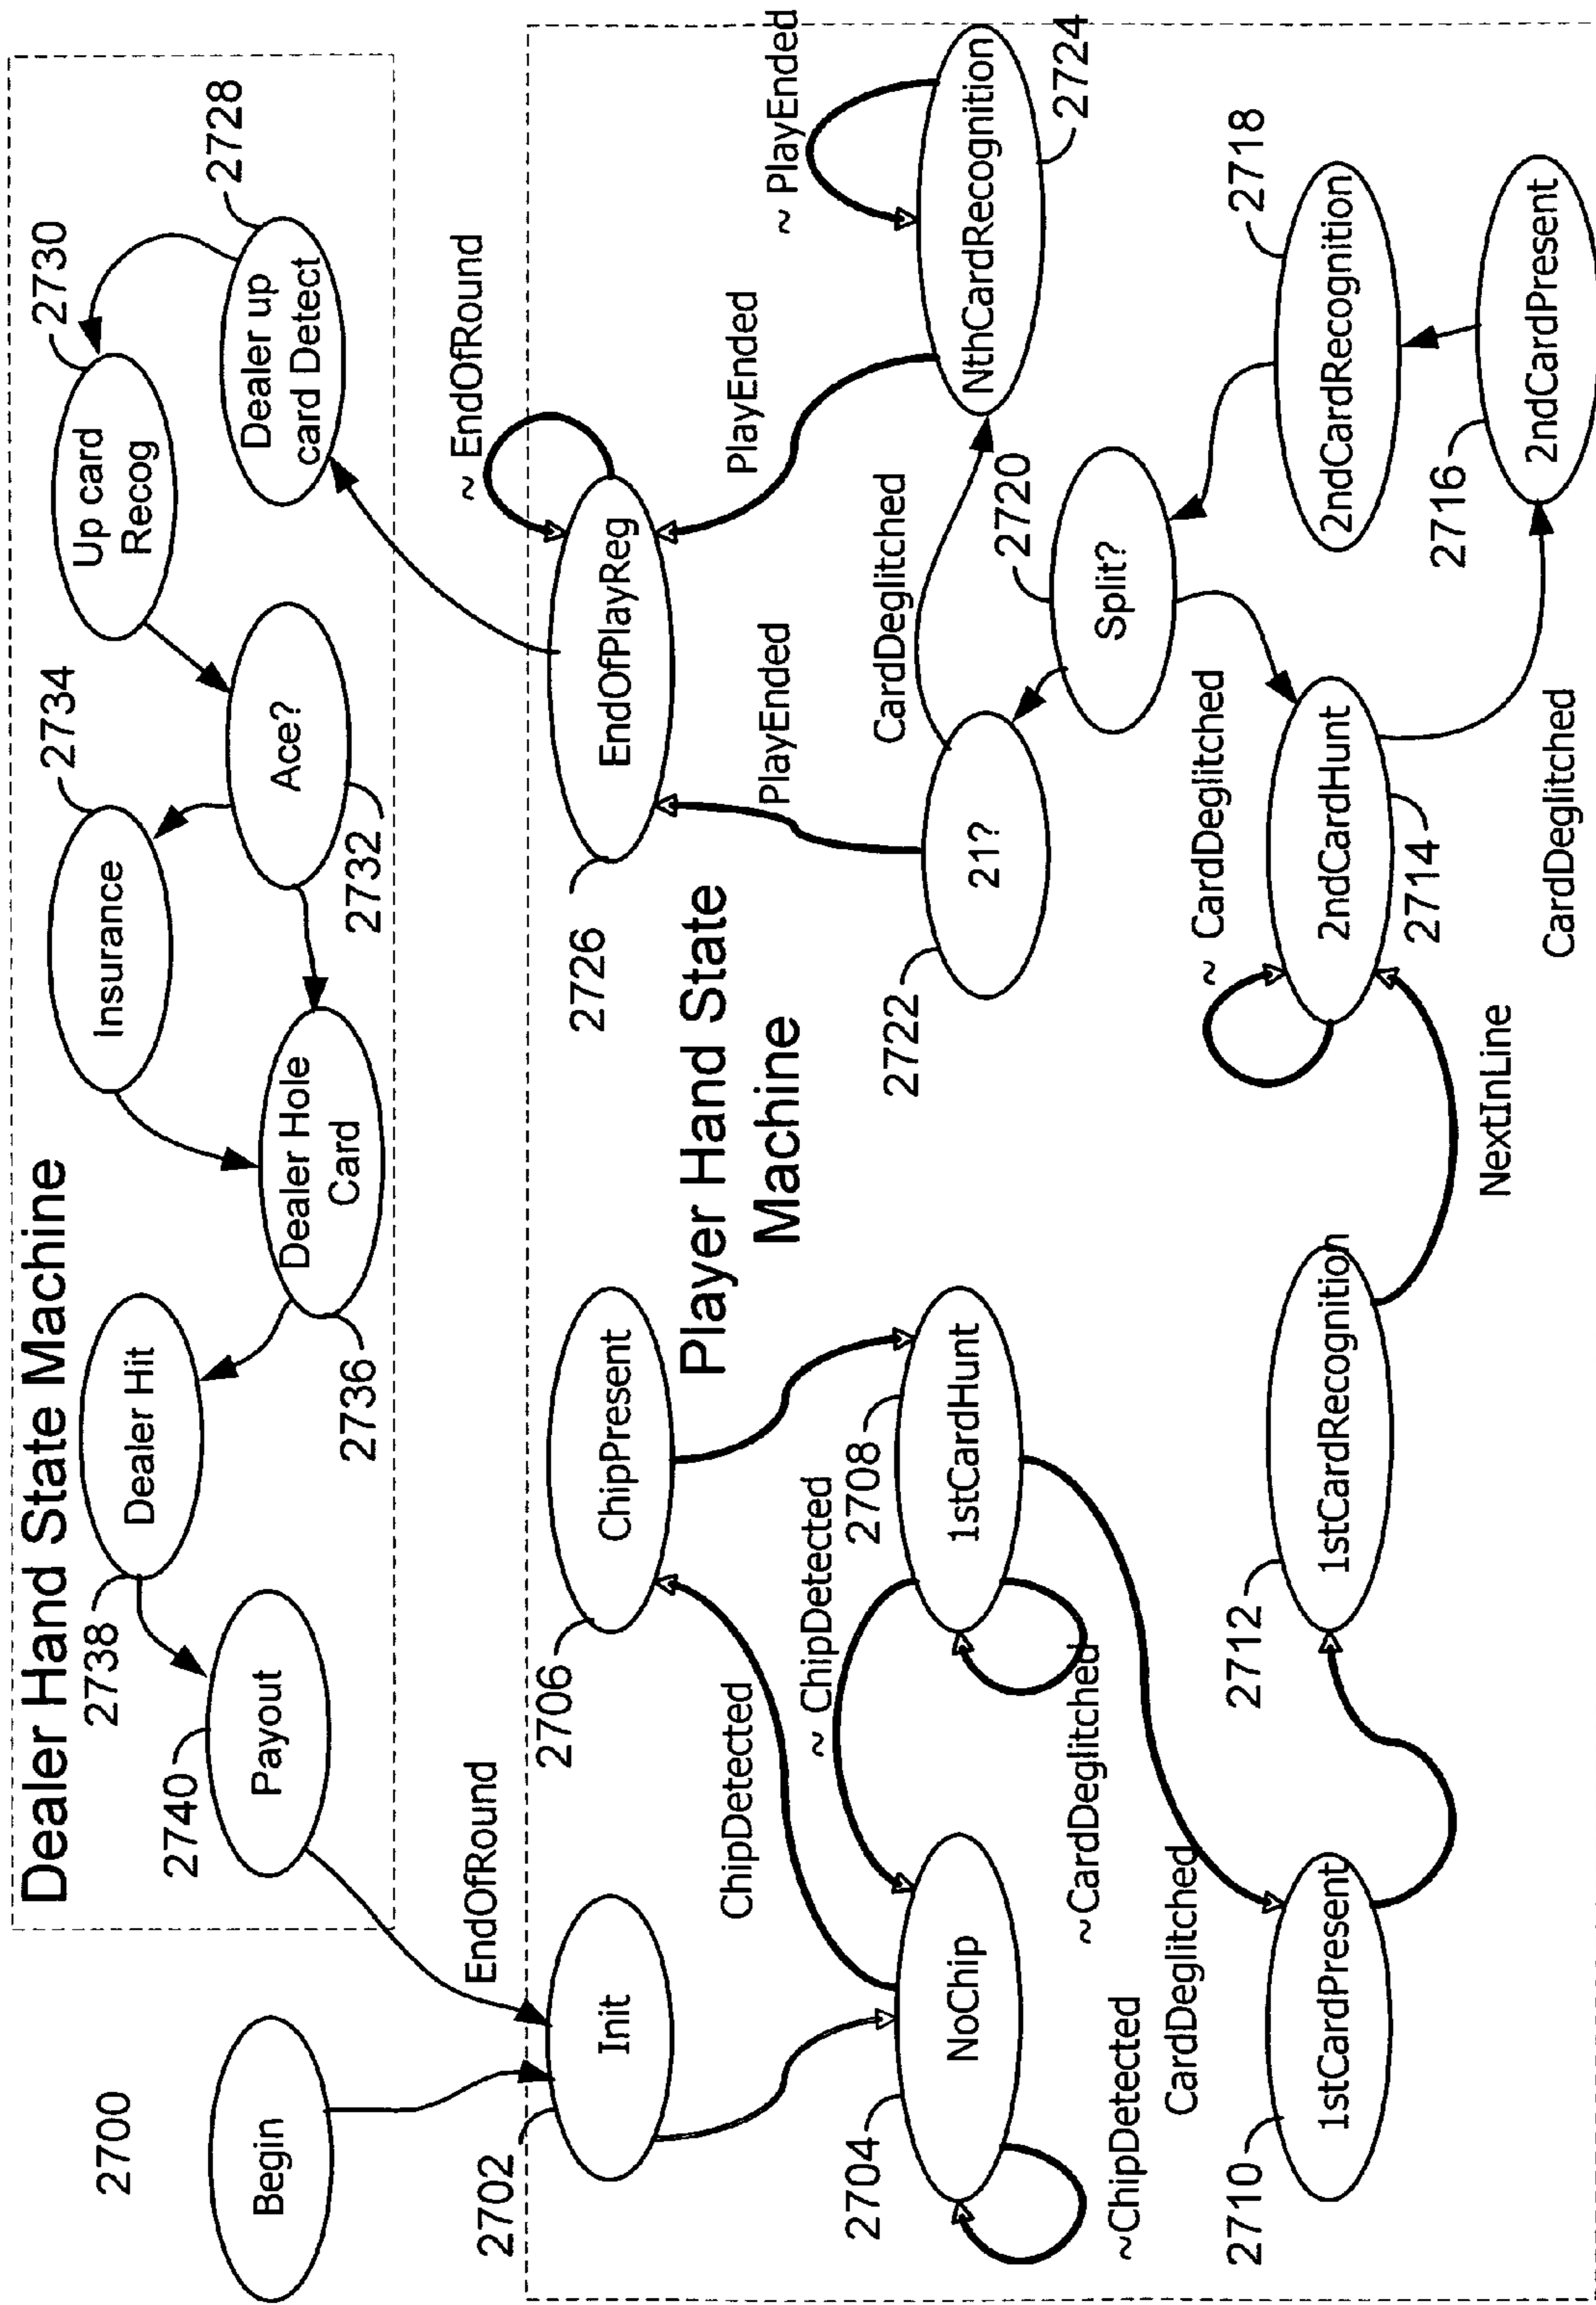 Dealer Hand State Machine
2700
Begin
2740
Payout
2738
Dealer Hit
2736
Dealer Hole
Card
2734
Insurance
2732
Ace?
2730
Up card
Recog
2728
Dealer up
card Detect
EndOfRound
~ EndOfRound
2702
Init
2706
ChipPresent
Player Hand State
Machine
2726
EndOfPlayReg
ChipDetected
PlayEnded
PlayEnded
~ PlayEnded
2704
NoChip
~ ChipDetected
2708
1stCardHunt
2722
21?
CardDeglitched
NthCardRecognition
2724
~ChipDetected
~CardDeglitched
CardDeglitched
2720
Split?
2710
1stCardPresent
2712
1stCardRecognition
~ CardDeglitched
2ndCardHunt
2714
2718
2ndCardRecognition
NextInLine
CardDeglitched
2716
2ndCardPresent